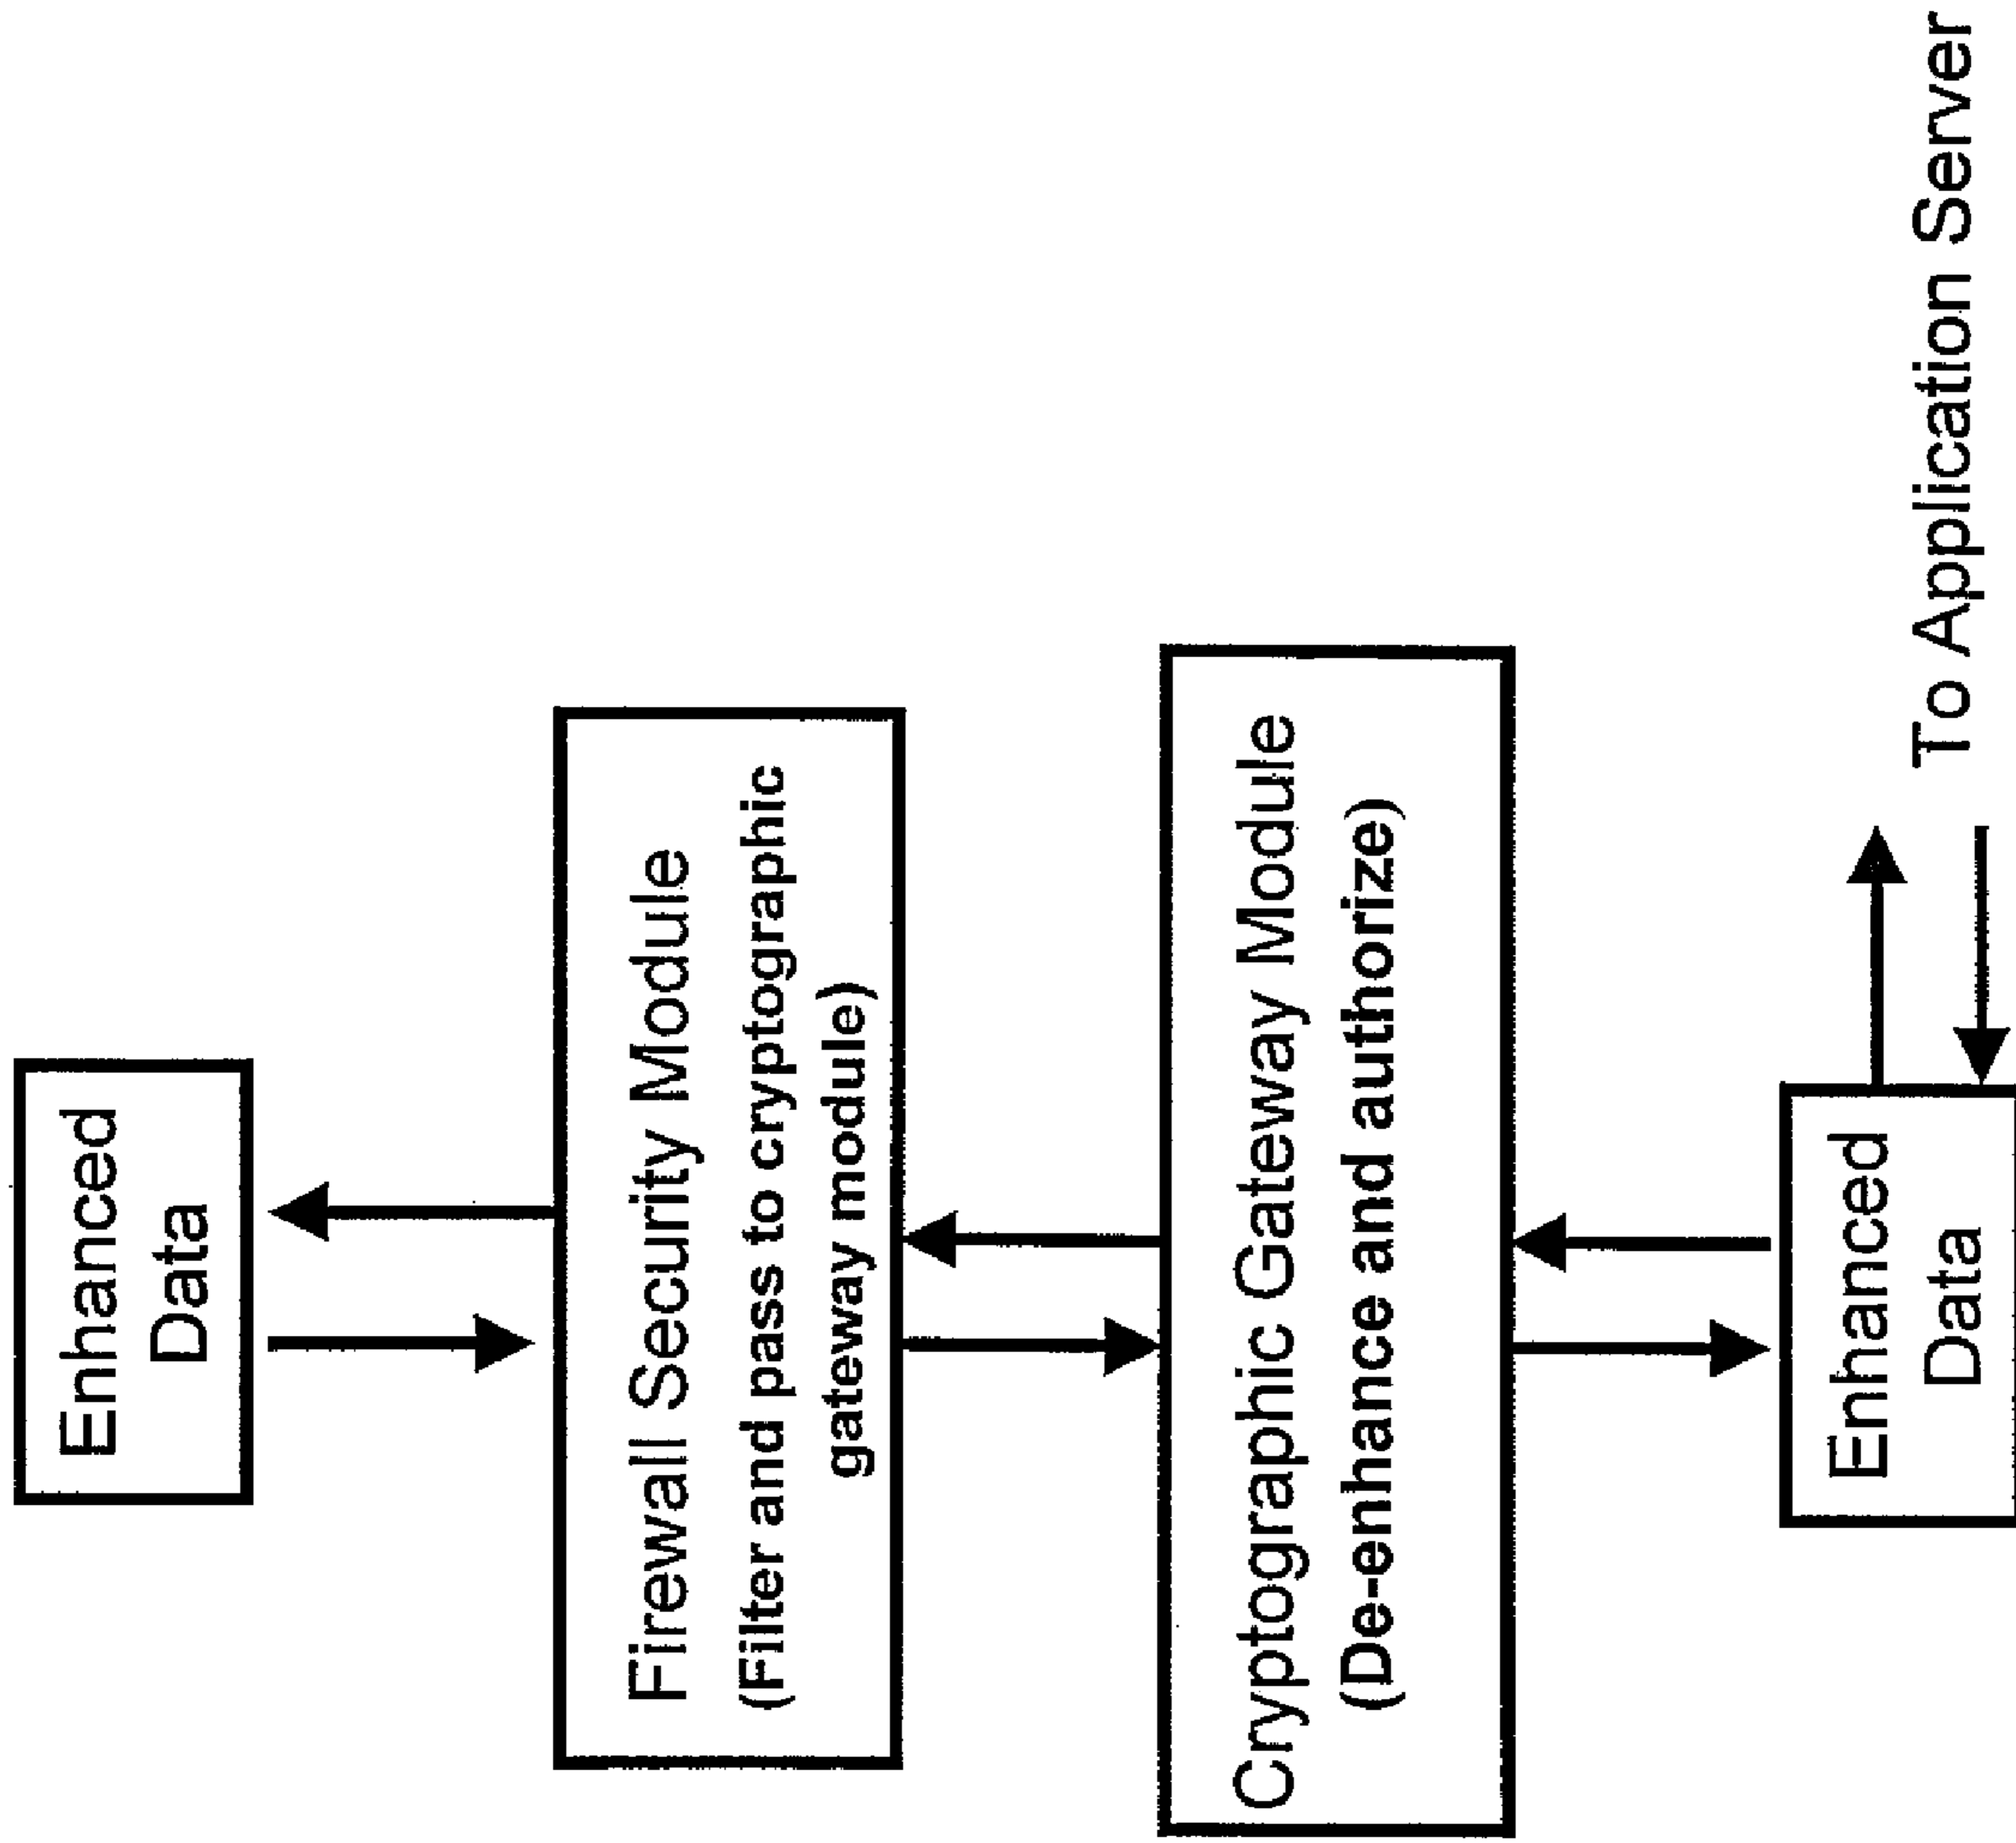 Enhanced
Data
Firewall Security Module
(Filter and pass to cryptographic
gateway module)
Cryptographic Gateway Module
(De-enhance and authorize)
Enhanced
Data
To Application Server